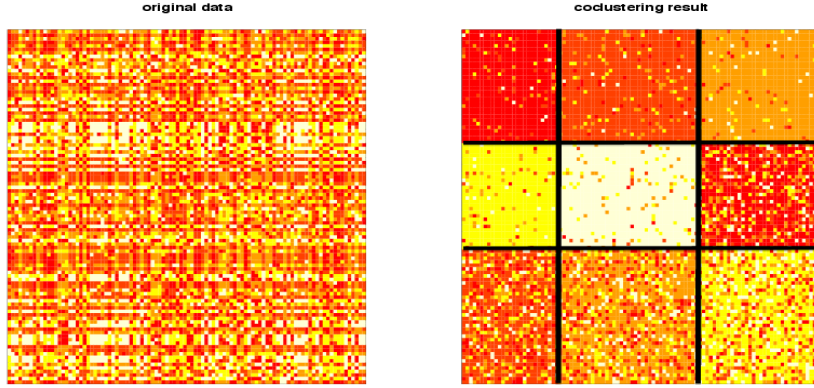 original data
coclustering result